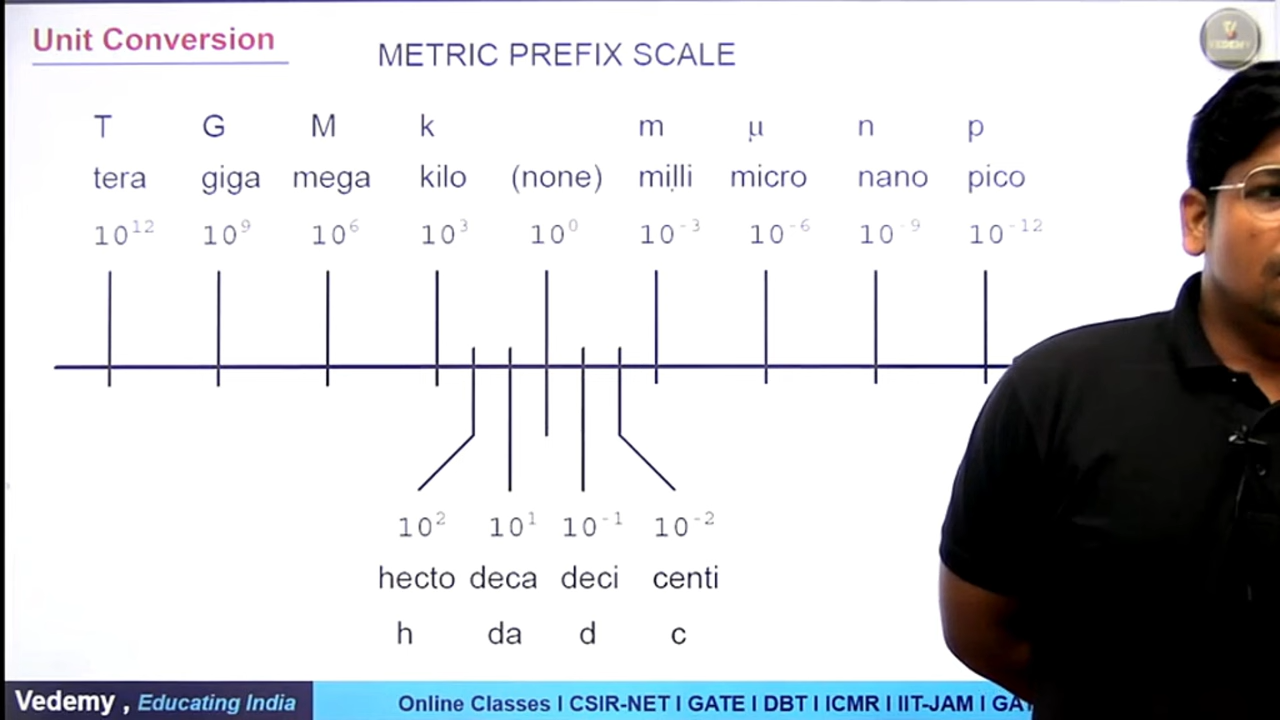 Unit Conversion
METRIC PREFIX SCALE
VEDEMY
T G M k m μ n p
tera giga mega kilo (none) milli micro nano pico
10¹² 10⁹ 10⁶ 10³ 10⁰ 10⁻³ 10⁻⁶ 10⁻⁹ 10⁻¹²
10² 10¹ 10⁻¹ 10⁻²
hecto deca deci centi
h da d c
Vedemy , Educating India
Online Classes I CSIR-NET I GATE I DBT I ICMR I IIT-JAM I GA